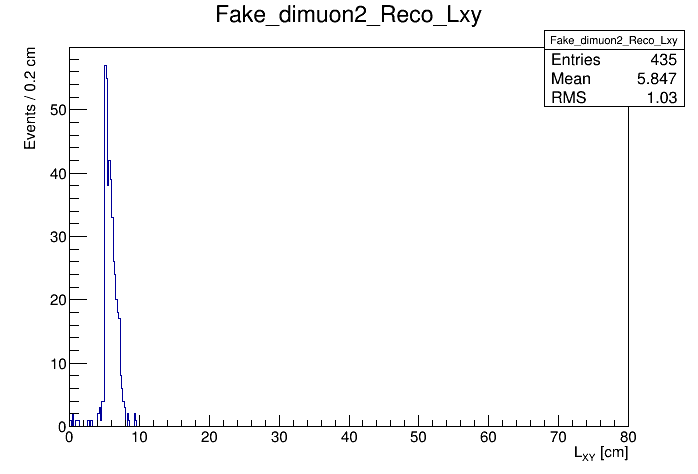 Fake_dimuon2_Reco_Lxy
Fake_dimuon2_Reco_Lxy
Entries 435
Mean 5.847
RMS 1.03
Events / 0.2 cm
50
40
30
20
10
0
0 10 20 30 40 50 60 70 80
L_XY [cm]